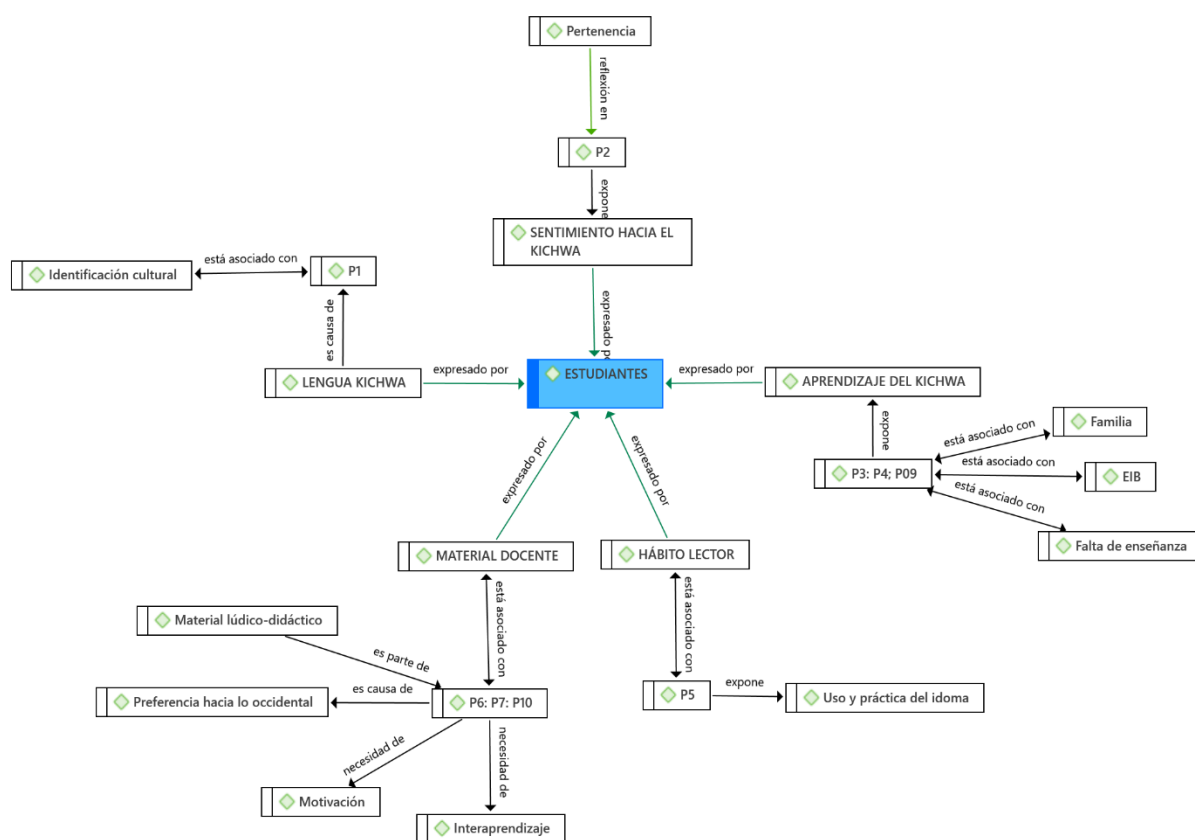 Pertenencia
reflexión en
P2
expone
SENTIMIENTO HACIA EL
KICHWA
está asociado con
Identificación cultural
P1
es causa de
expresado po
LENGUA KICHWA
expresado por
ESTUDIANTES
expresado por
APRENDIZAJE DEL KICHWA
expone
está asociado con
Familia
P3: P4; P09
está asociado con
EIB
está asociado con
Falta de enseñanza
expresado por
expresado por
MATERIAL DOCENTE
HÁBITO LECTOR
está asociado con
está asociado con
Material lúdico-didáctico
es parte de
Preferencia hacia lo occidental
es causa de
P6: P7: P10
P5
expone
Uso y práctica del idoma
necesidad de
necesidad de
Motivación
Interaprendizaje